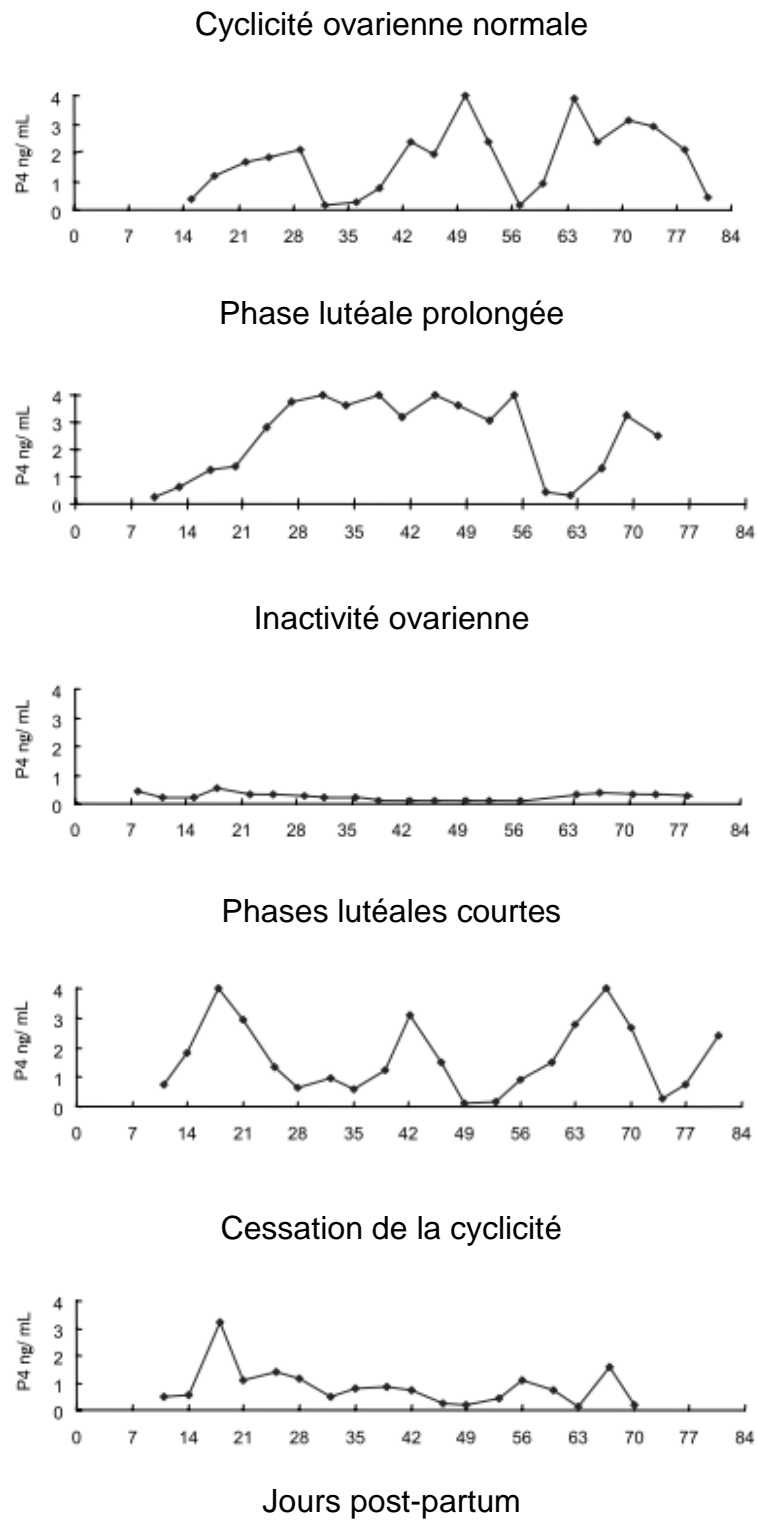 Cyclicité ovarienne normale
P4 ng/ mL
4
3
2
1
0
0 7 14 21 28 35 42 49 56 63 70 77 84
Phase lutéale prolongée
P4 ng/ mL
4
3
2
1
0
0 7 14 21 28 35 42 49 56 63 70 77 84
Inactivité ovarienne
P4 ng/ mL
4
3
2
1
0
0 7 14 21 28 35 42 49 56 63 70 77 84
Phases lutéales courtes
P4 ng/ mL
4
3
2
1
0
0 7 14 21 28 35 42 49 56 63 70 77 84
Cessation de la cyclicité
P4 ng/ mL
4
3
2
1
0
0 7 14 21 28 35 42 49 56 63 70 77 84
Jours post-partum